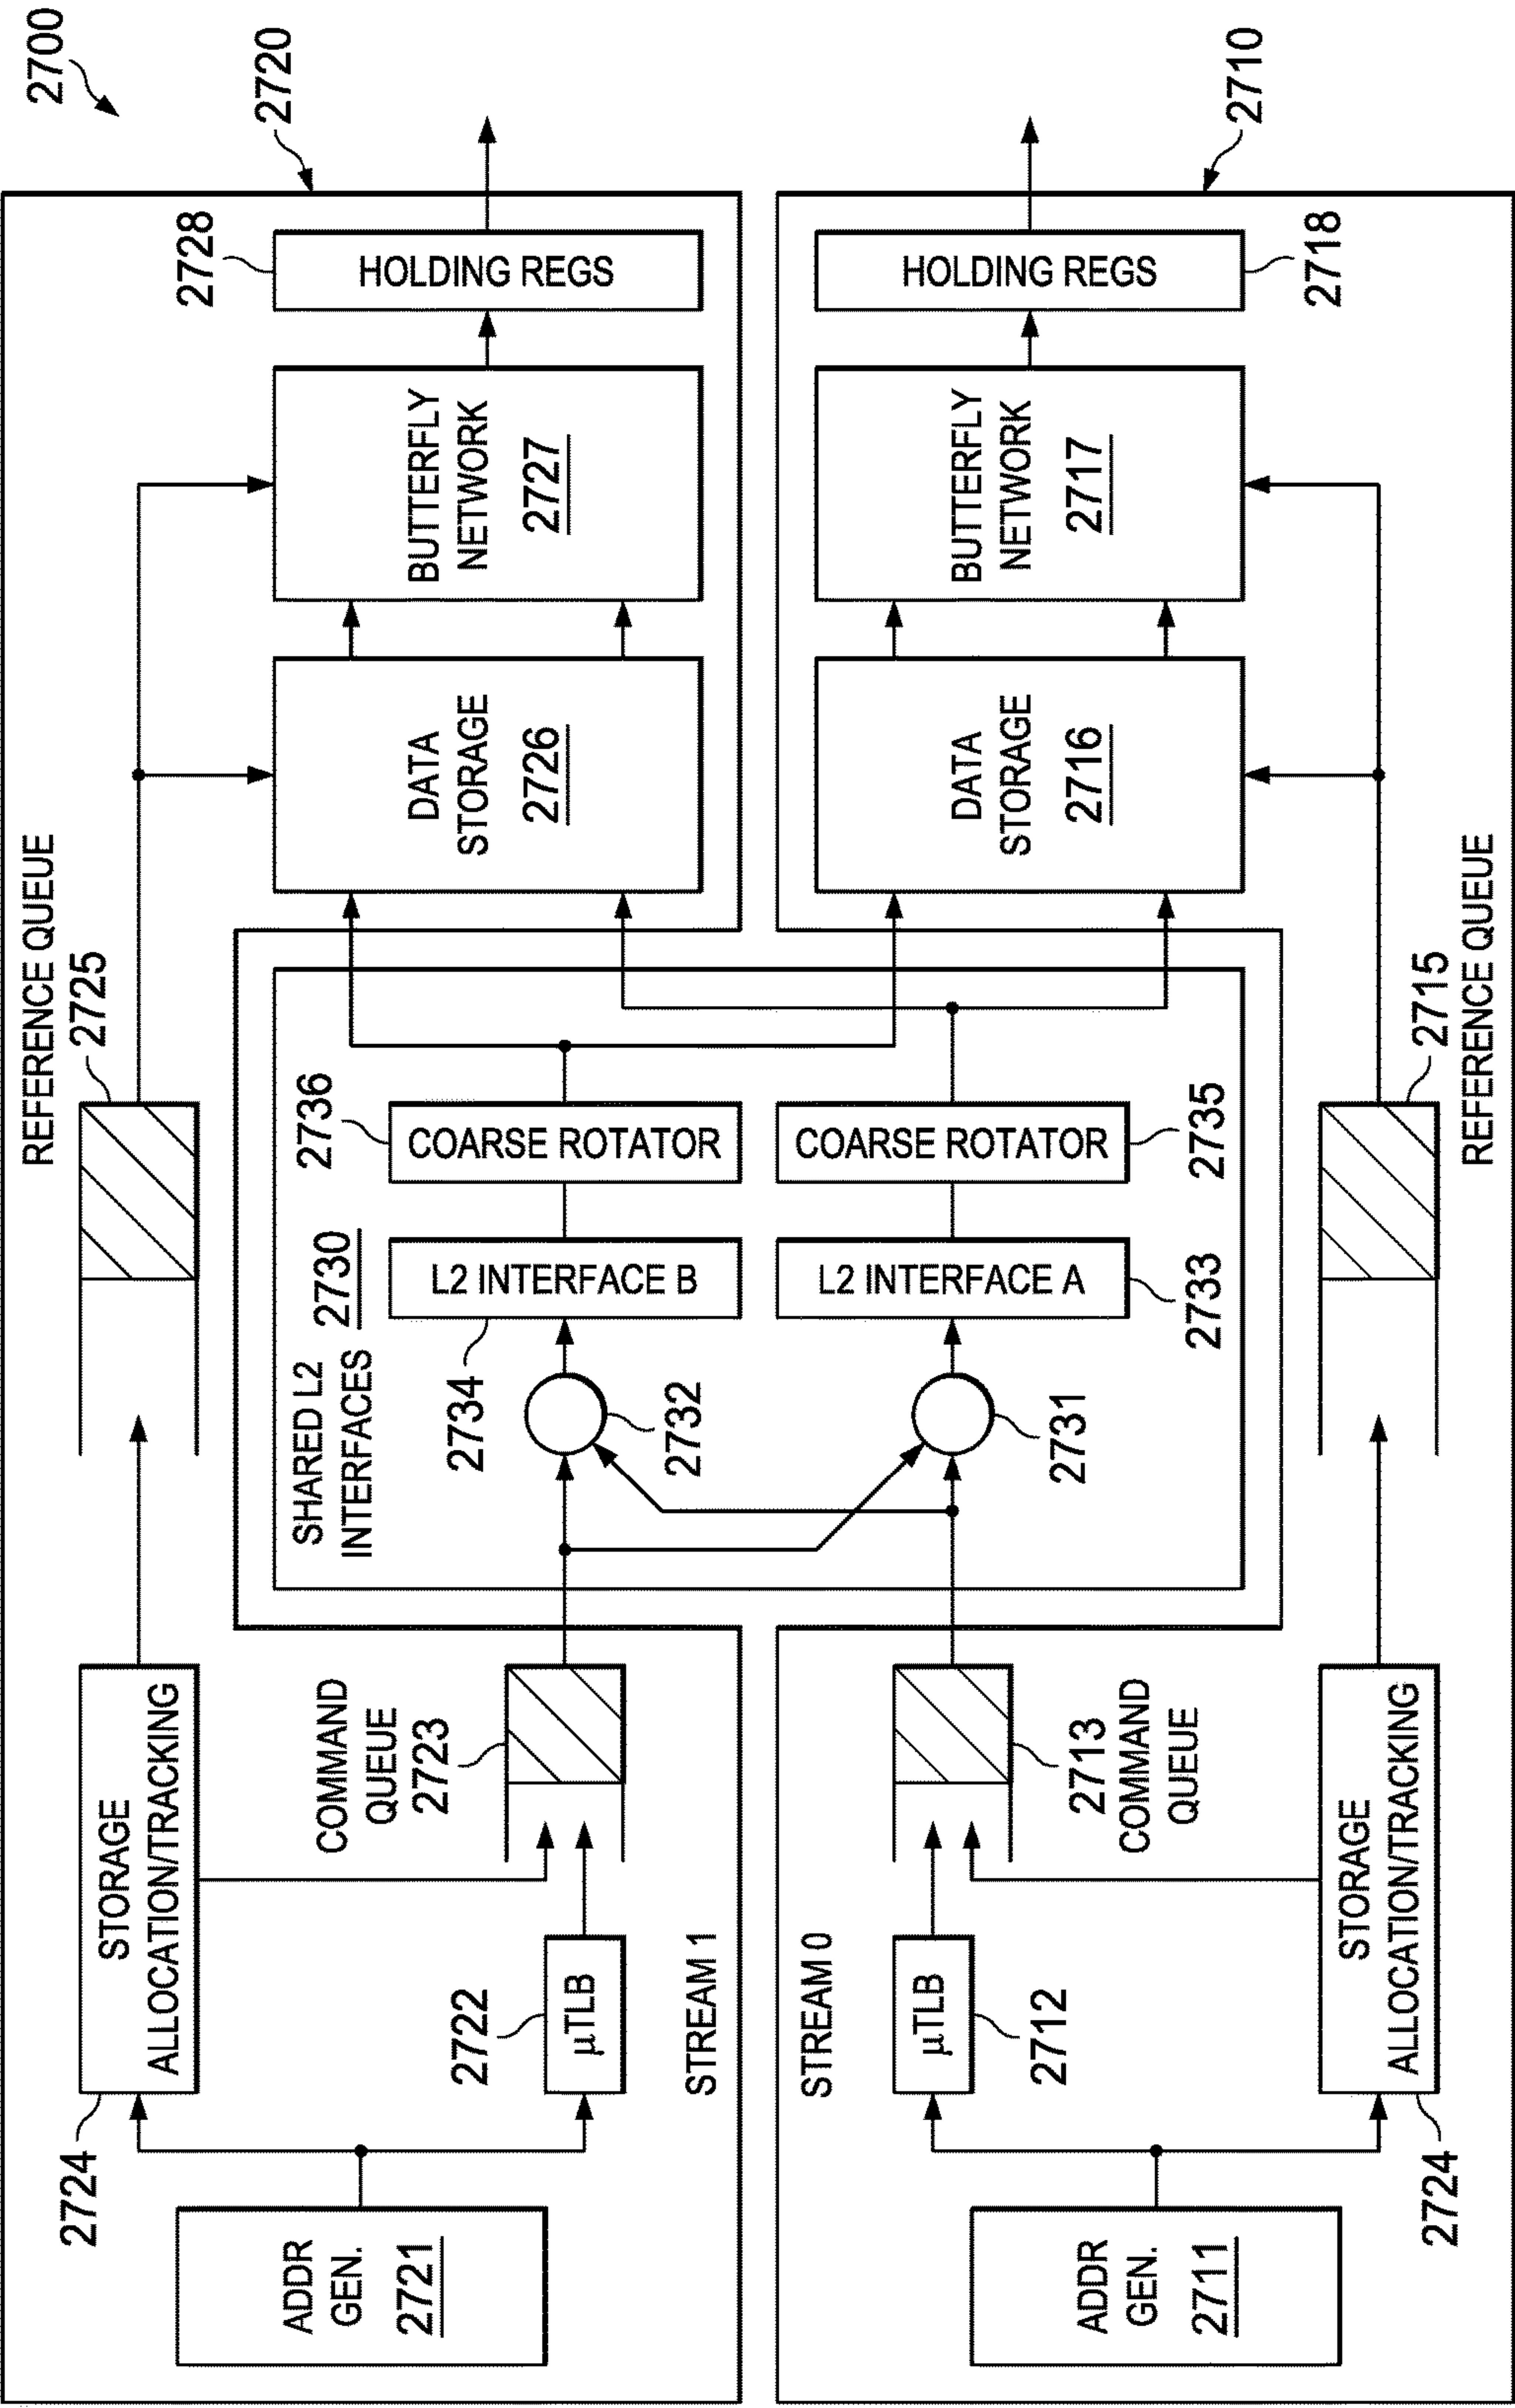 2700
2720
REFERENCE QUEUE
2725
2728
ADDR
GEN.
2721
2724
STORAGE
ALLOCATION/TRACKING
2722
µTLB
COMMAND
QUEUE
2723
STREAM 1
DATA
STORAGE
2726
BUTTERFLY
NETWORK
2727
HOLDING REGS
SHARED L2
INTERFACES
2730
2734
2732
L2 INTERFACE B
2736
COARSE ROTATOR
2731
L2 INTERFACE A
2733
COARSE ROTATOR
2735
STREAM 0
ADDR
GEN.
2711
µTLB
2712
2713
COMMAND
QUEUE
STORAGE
ALLOCATION/TRACKING
2724
DATA
STORAGE
2716
BUTTERFLY
NETWORK
2717
HOLDING REGS
2718
2715
REFERENCE QUEUE
2710